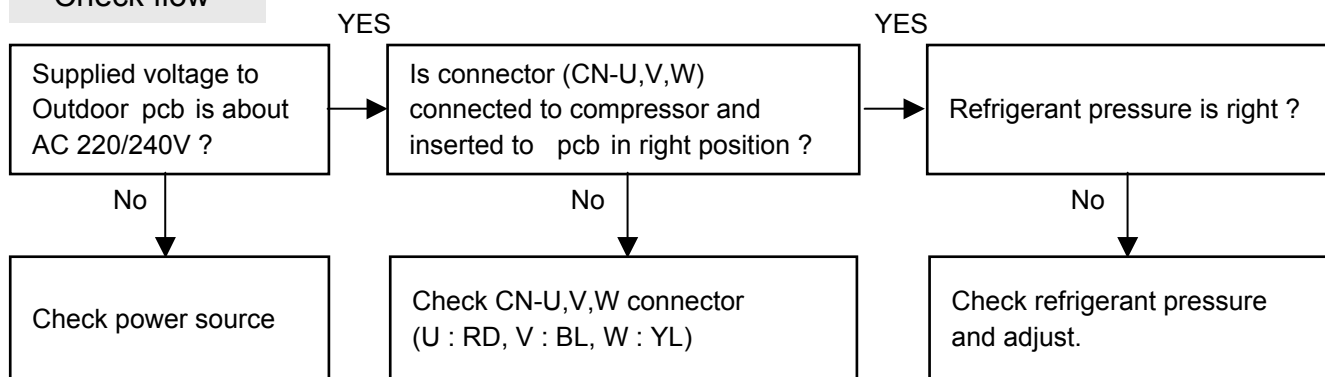 Check flow
YES
YES
Supplied voltage to
Outdoor pcb is about
AC 220/240V ?
Is connector (CN-U,V,W)
connected to compressor and
inserted to pcb in right position ?
Refrigerant pressure is right ?
No
No
No
Check power source
Check CN-U,V,W connector
(U : RD, V : BL, W : YL)
Check refrigerant pressure
and adjust.